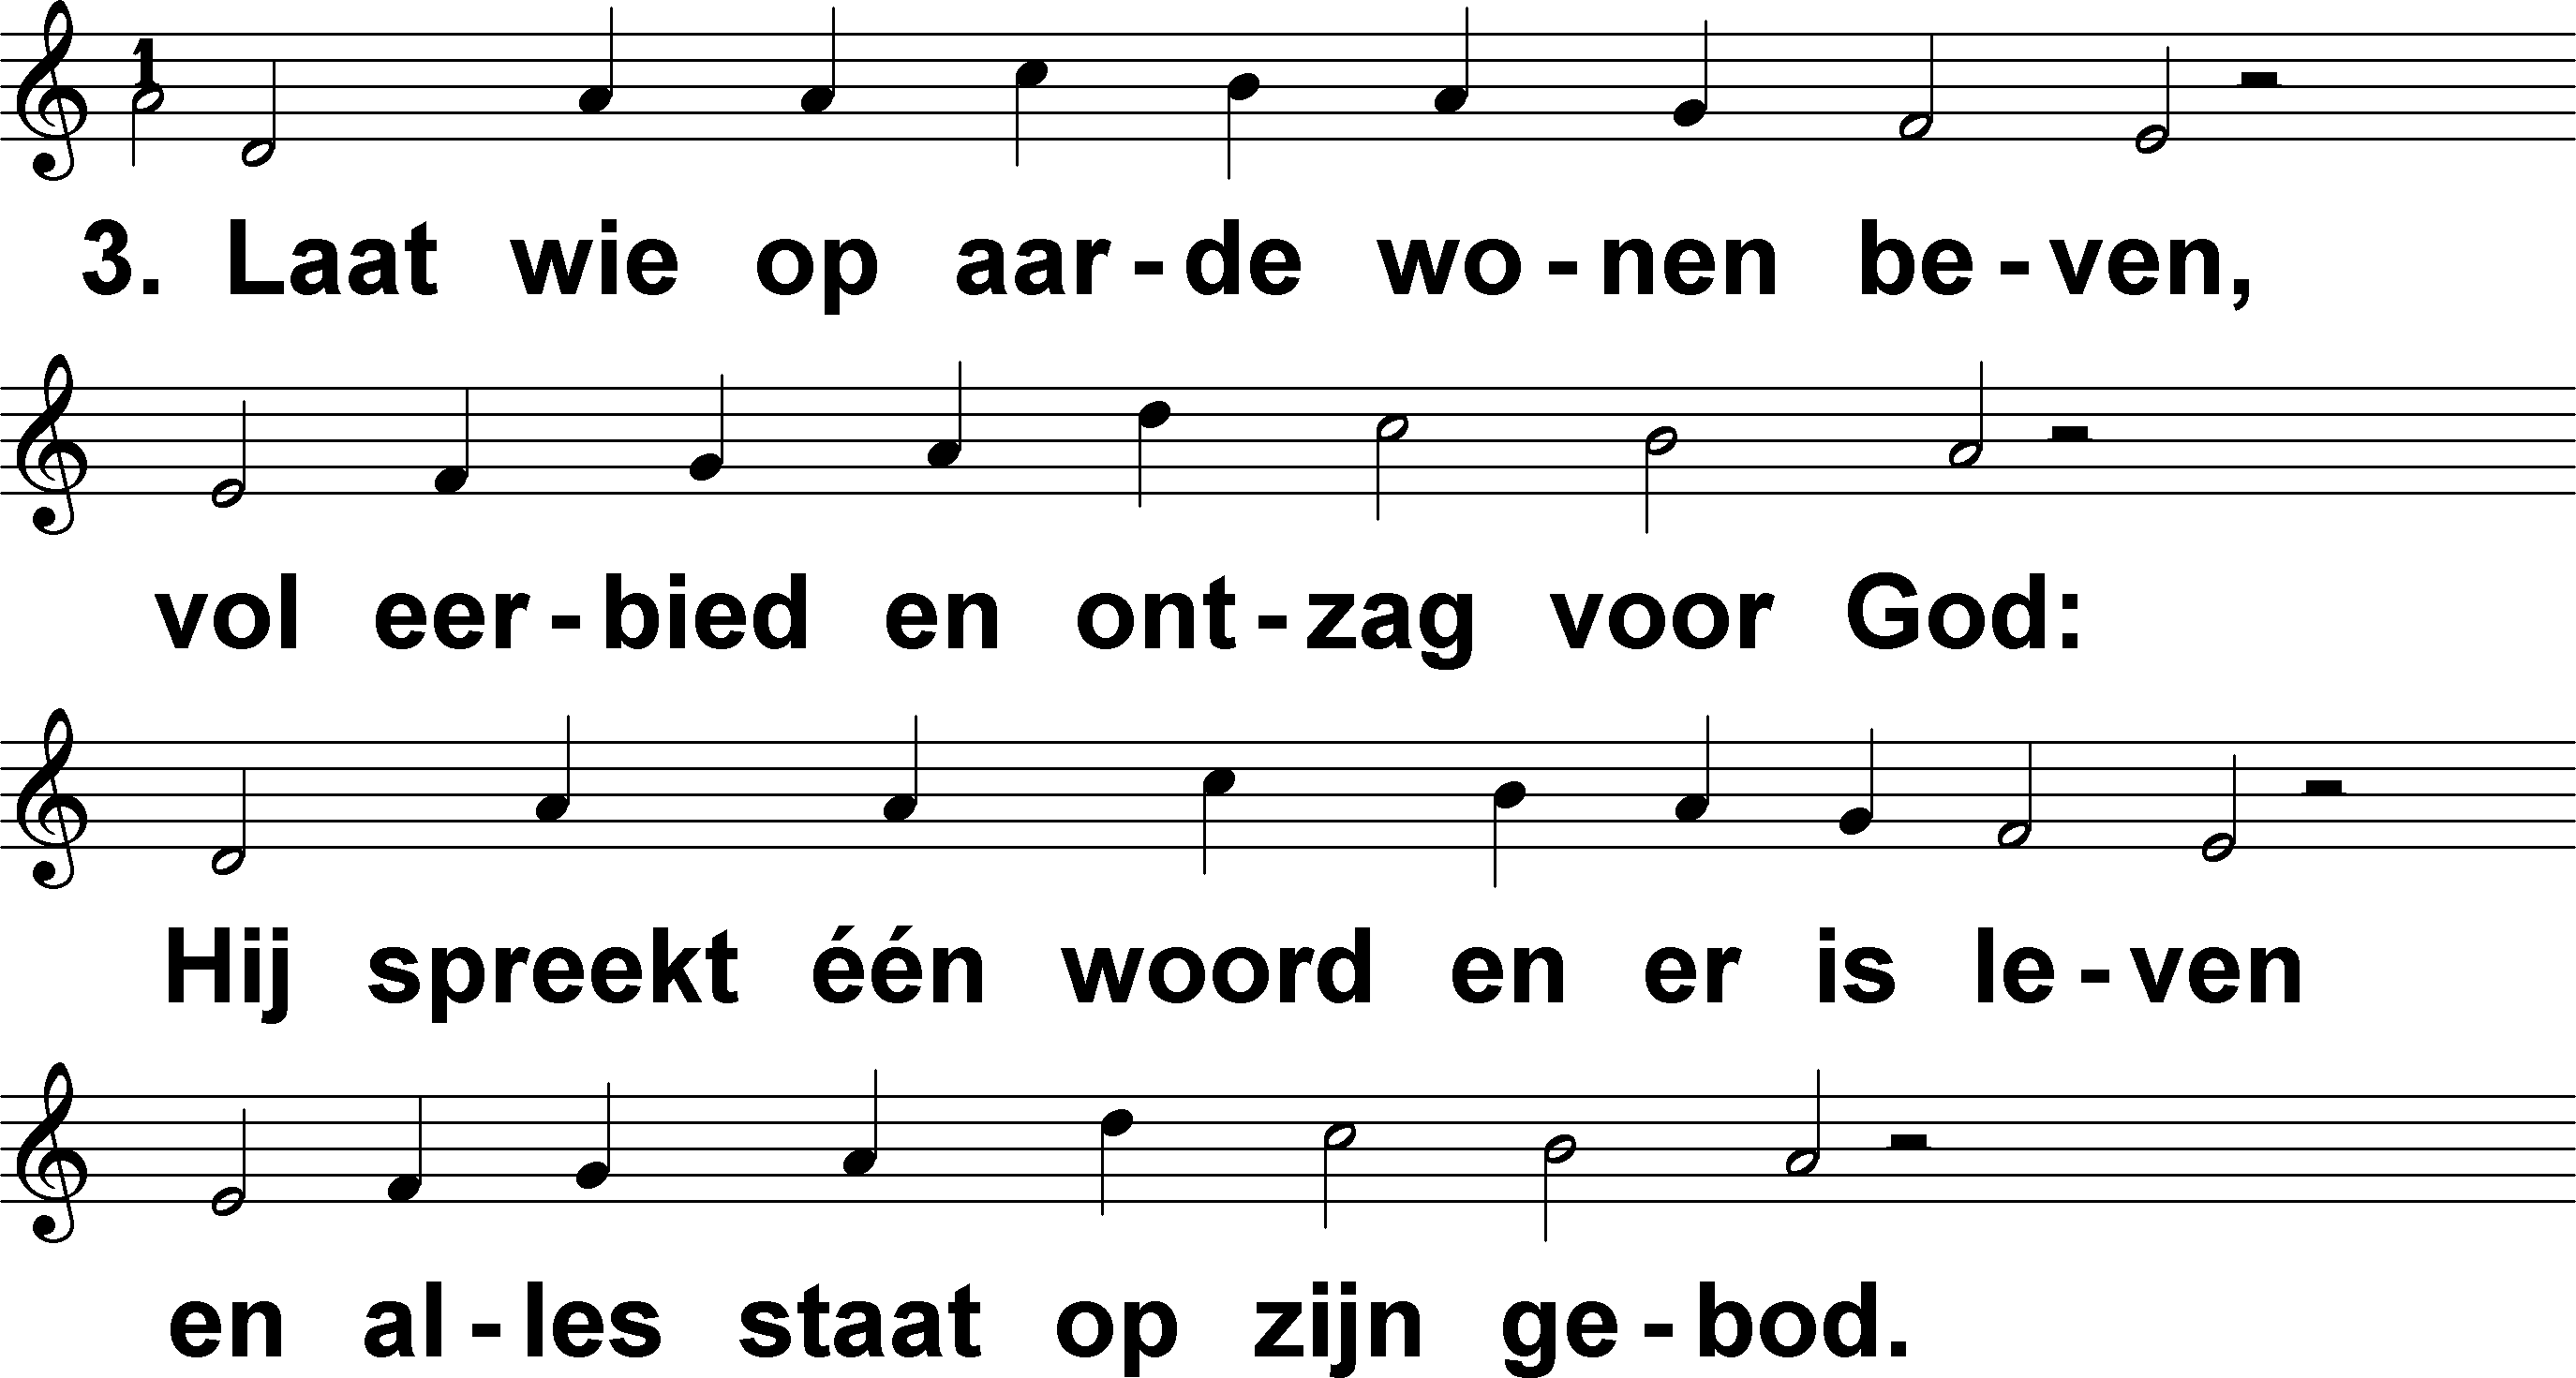 1
3. Laat wie op aar - de wo - nen be - ven,
vol eer - bied en ont - zag voor God:
Hij spreekt één woord en er is le - ven
en al - les staat op zijn ge - bod.